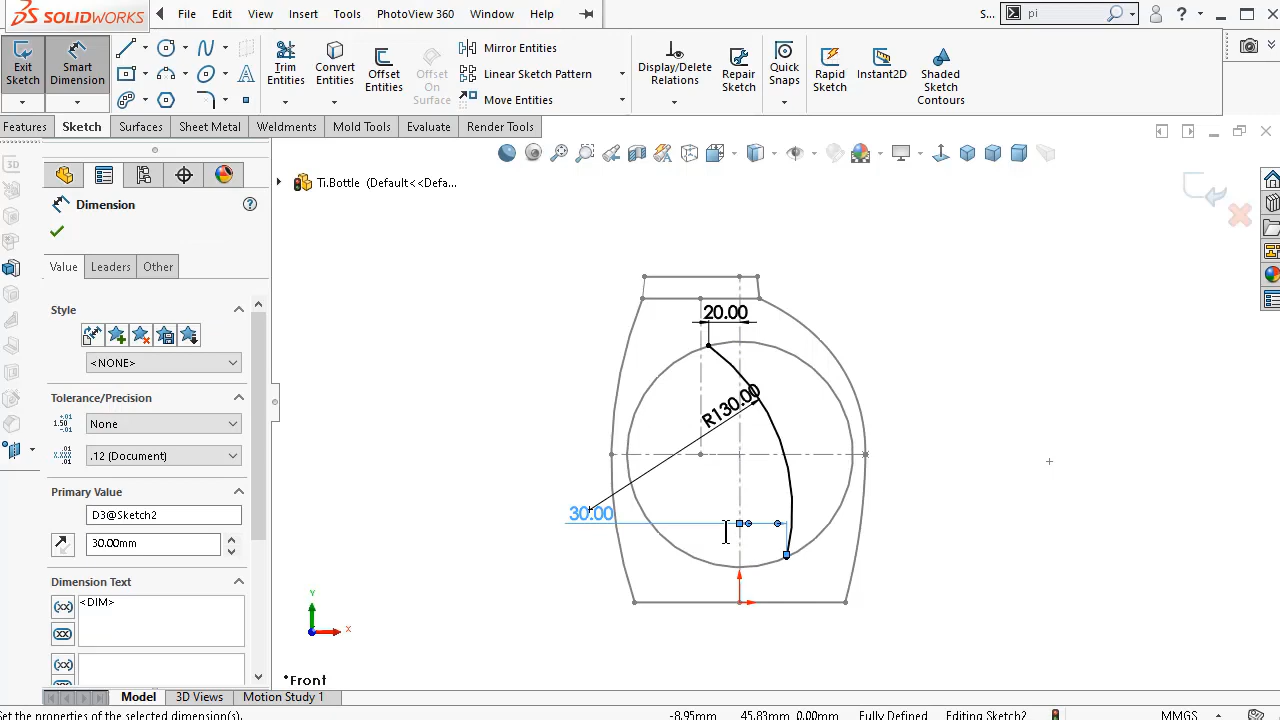 SOLIDWORKS
File
Edit
View
Insert
Tools
PhotoView 360
Window
Help
S...
pi
?
Exit Sketch
Smart Dimension
Trim Entities
Convert Entities
Offset Entities
Offset On Surface
Mirror Entities
Linear Sketch Pattern
Move Entities
Display/Delete Relations
Repair Sketch
Quick Snaps
Rapid Sketch
Instant2D
Shaded Sketch Contours
Features
Sketch
Surfaces
Sheet Metal
Weldments
Mold Tools
Evaluate
Render Tools
Dimension
Ti.Bottle (Default<<Defa...
Value
Leaders
Other
Style
<NONE>
Tolerance/Precision
None
.12 (Document)
Primary Value
D3@Sketch2
30.00mm
Dimension Text
<DIM>
20.00
R130.00
30.00
Y
X
*Front
Model
3D Views
Motion Study 1
Set the properties of the selected dimension(s).
-8.95mm
45.83mm
0.00mm
Fully Defined
Editing Sketch2
MMGS